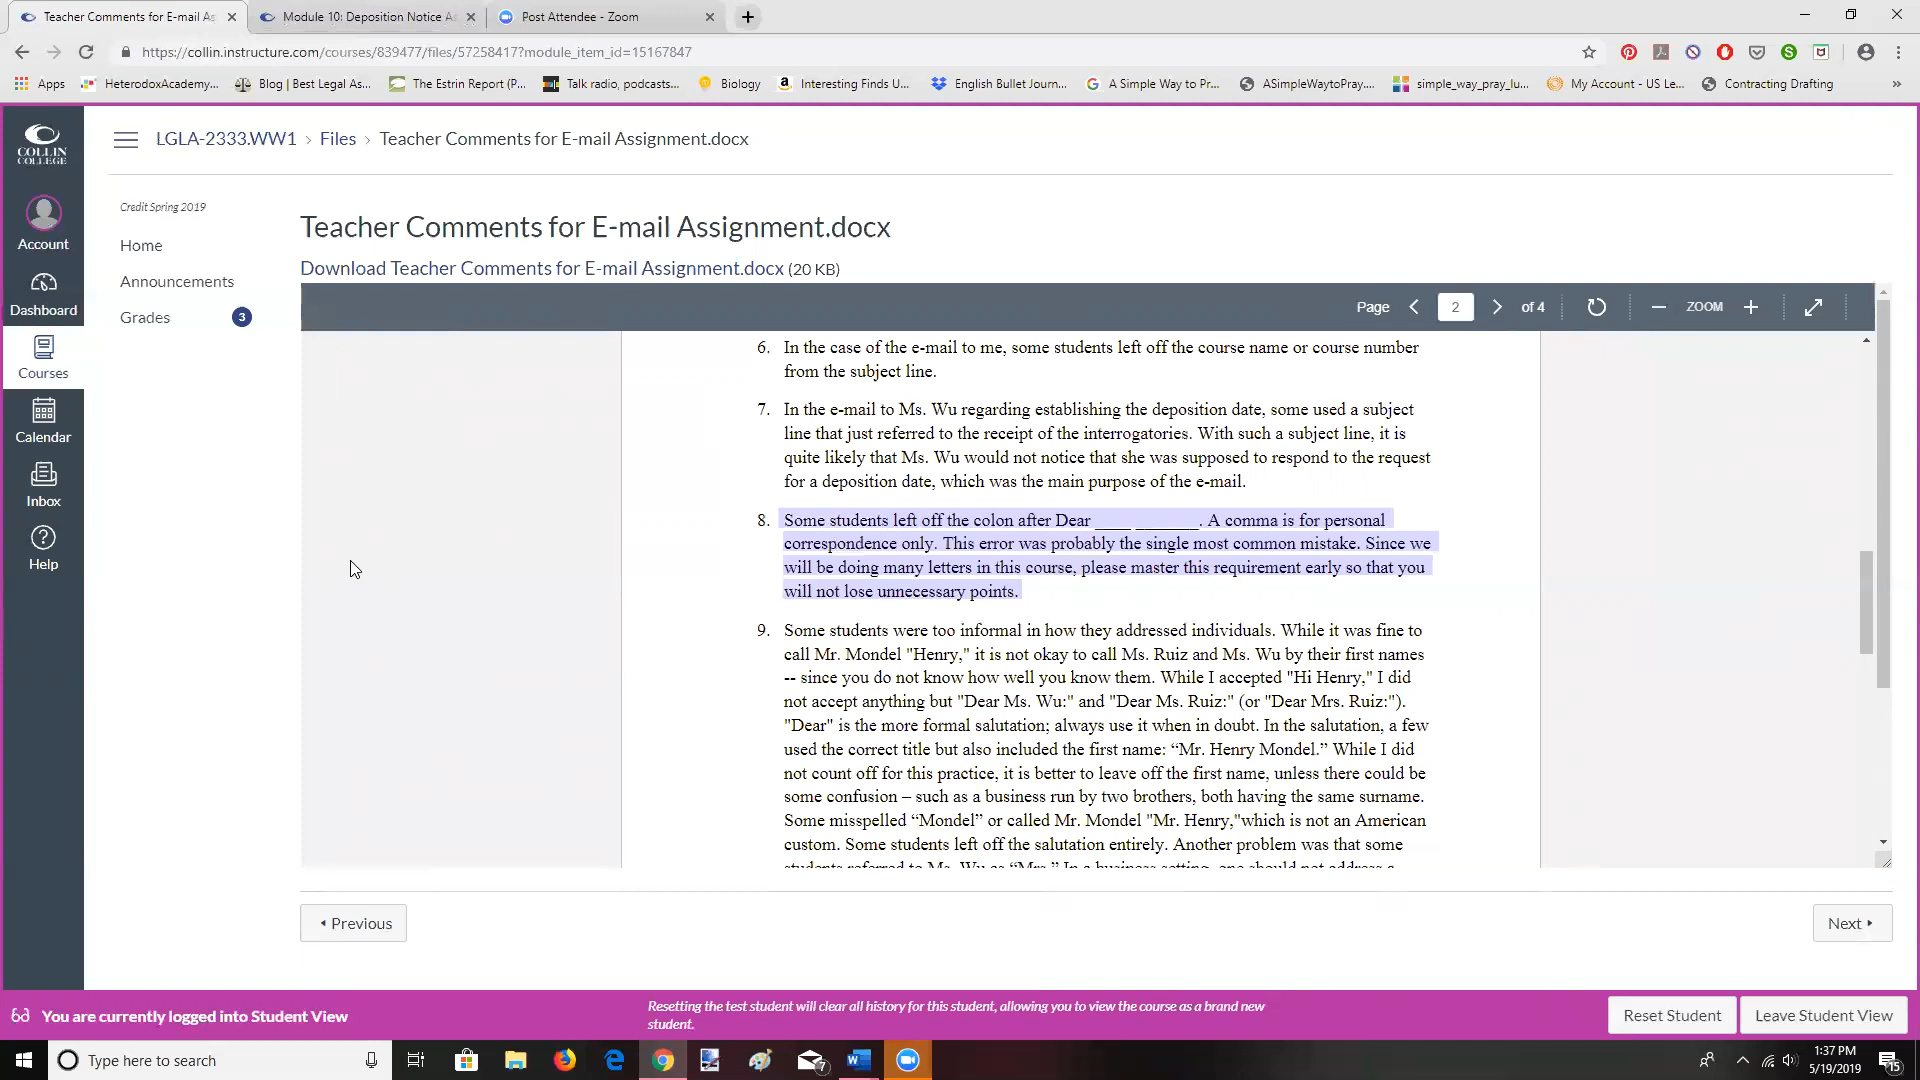 Teacher Comments for E-mail As
Module 10: Deposition Notice As
Post Attendee - Zoom
https://collin.instructure.com/courses/839477/files/57258417?module_item_id=15167847
Apps
HeterodoxAcademy...
Blog | Best Legal As...
The Estrin Report (P...
Talk radio, podcasts...
Biology
Interesting Finds U...
English Bullet Journ...
A Simple Way to Pr...
ASimpleWaytoPray....
simple_way_pray_lu...
My Account - US Le...
Contracting Drafting
»
COLLIN COLLEGE
Account
Dashboard
Courses
Calendar
Inbox
Help
LGLA-2333.WW1 › Files › Teacher Comments for E-mail Assignment.docx
Credit Spring 2019
Home
Announcements
Grades 3
Teacher Comments for E-mail Assignment.docx
Download Teacher Comments for E-mail Assignment.docx (20 KB)
Page 2 of 4 ZOOM
6. In the case of the e-mail to me, some students left off the course name or course number
from the subject line.
7. In the e-mail to Ms. Wu regarding establishing the deposition date, some used a subject
line that just referred to the receipt of the interrogatories. With such a subject line, it is
quite likely that Ms. Wu would not notice that she was supposed to respond to the request
for a deposition date, which was the main purpose of the e-mail.
8. Some students left off the colon after Dear ____ _______. A comma is for personal
correspondence only. This error was probably the single most common mistake. Since we
will be doing many letters in this course, please master this requirement early so that you
will not lose unnecessary points.
9. Some students were too informal in how they addressed individuals. While it was fine to
call Mr. Mondel "Henry," it is not okay to call Ms. Ruiz and Ms. Wu by their first names
-- since you do not know how well you know them. While I accepted "Hi Henry," I did
not accept anything but "Dear Ms. Wu:" and "Dear Ms. Ruiz:" (or "Dear Mrs. Ruiz:").
"Dear" is the more formal salutation; always use it when in doubt. In the salutation, a few
used the correct title but also included the first name: “Mr. Henry Mondel.” While I did
not count off for this practice, it is better to leave off the first name, unless there could be
some confusion – such as a business run by two brothers, both having the same surname.
Some misspelled “Mondel” or called Mr. Mondel "Mr. Henry,"which is not an American
custom. Some students left off the salutation entirely. Another problem was that some
students referred to Ms. Wu as “Mrs.” In a business setting, one should not address a
Previous
Next
You are currently logged into Student View
Resetting the test student will clear all history for this student, allowing you to view the course as a brand new
student.
Reset Student
Leave Student View
Type here to search
7
1:37 PM
5/19/2019
15